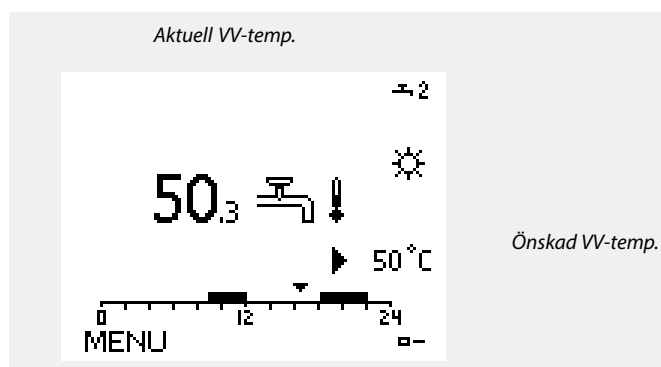 Aktuell VV-temp.
2
50.3
50°C
Önskad VV-temp.
0 12 24
MENU